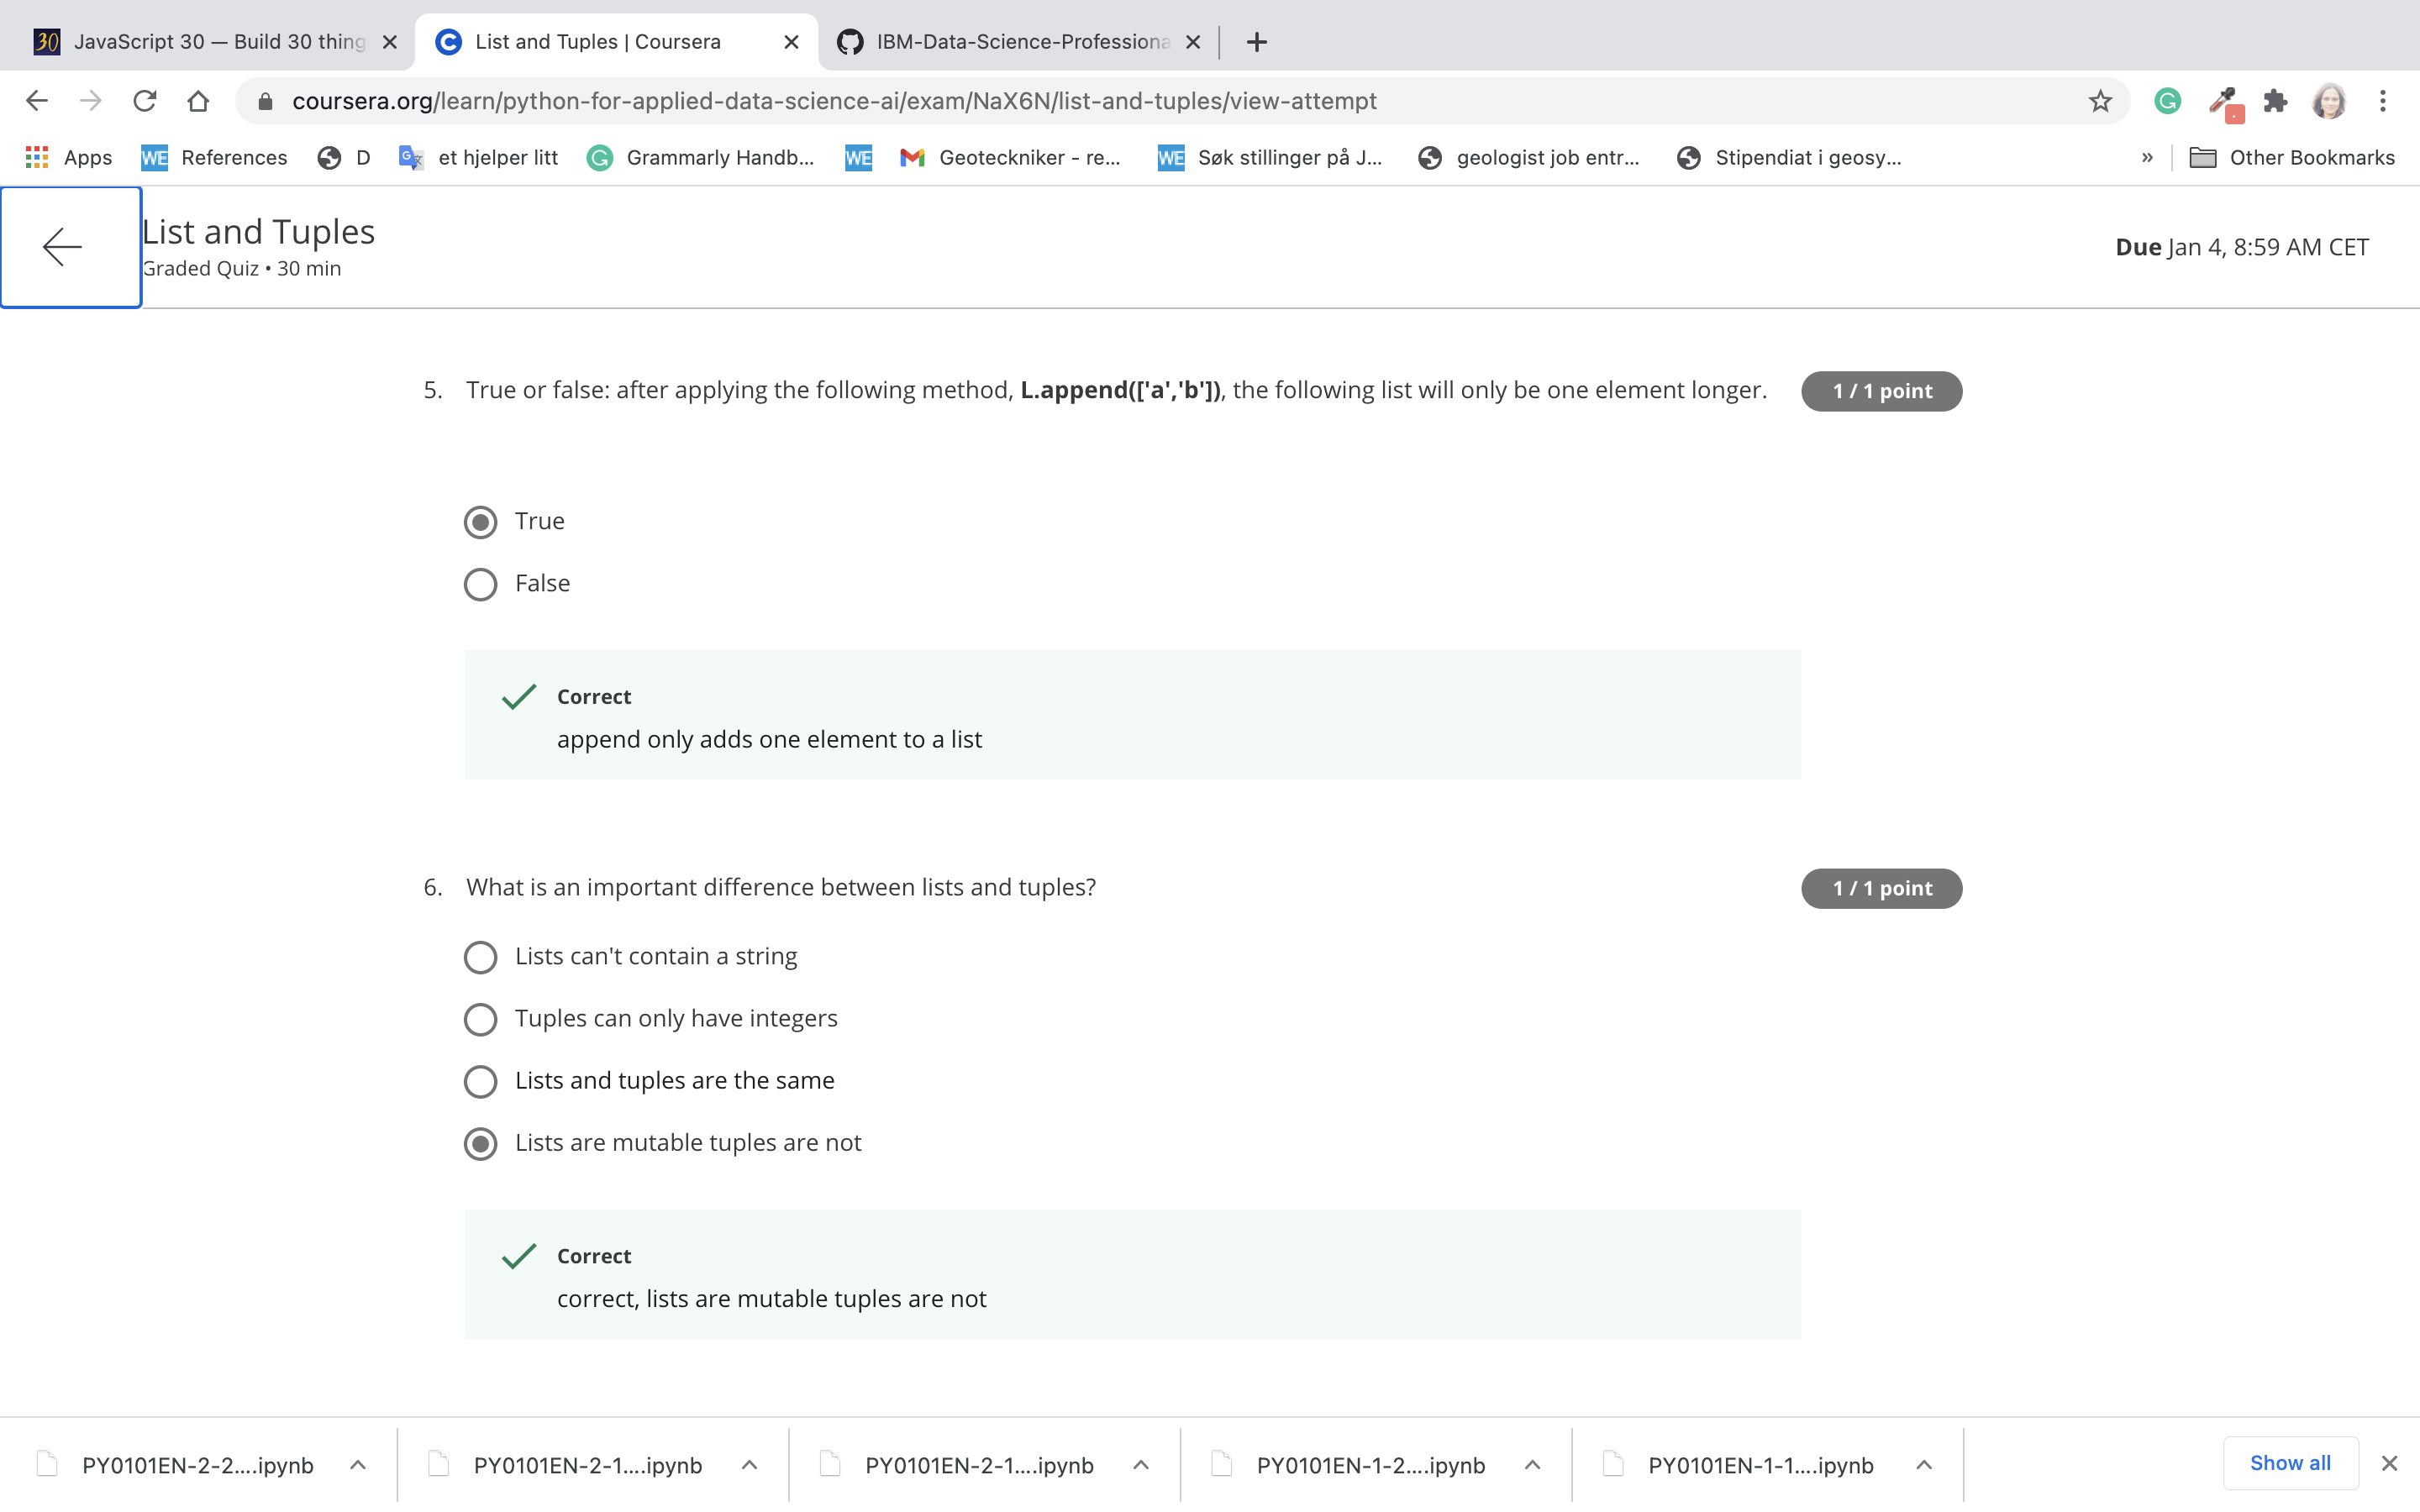 30 JavaScript 30 — Build 30 thing
List and Tuples | Coursera
IBM-Data-Science-Professiona
coursera.org/learn/python-for-applied-data-science-ai/exam/NaX6N/list-and-tuples/view-attempt
Apps WE References D et hjelper litt Grammarly Handb... WE Geoteckniker - re... WE Søk stillinger på J... geologist job entr... Stipendiat i geosy... » Other Bookmarks
List and Tuples
Graded Quiz • 30 min
Due Jan 4, 8:59 AM CET
5. True or false: after applying the following method, L.append(['a','b']), the following list will only be one element longer.
1 / 1 point
True
False
Correct
append only adds one element to a list
6. What is an important difference between lists and tuples?
1 / 1 point
Lists can't contain a string
Tuples can only have integers
Lists and tuples are the same
Lists are mutable tuples are not
Correct
correct, lists are mutable tuples are not
PY0101EN-2-2....ipynb PY0101EN-2-1....ipynb PY0101EN-2-1....ipynb PY0101EN-1-2....ipynb PY0101EN-1-1....ipynb Show all